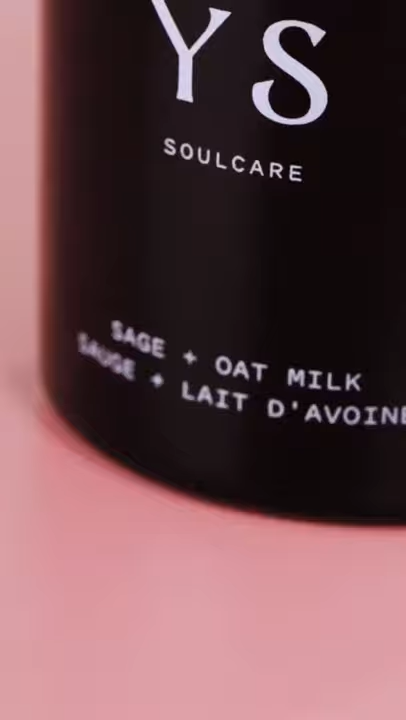 YS
SOULCARE
SAGE + OAT MILK
SAUGE + LAIT D'AVOINE